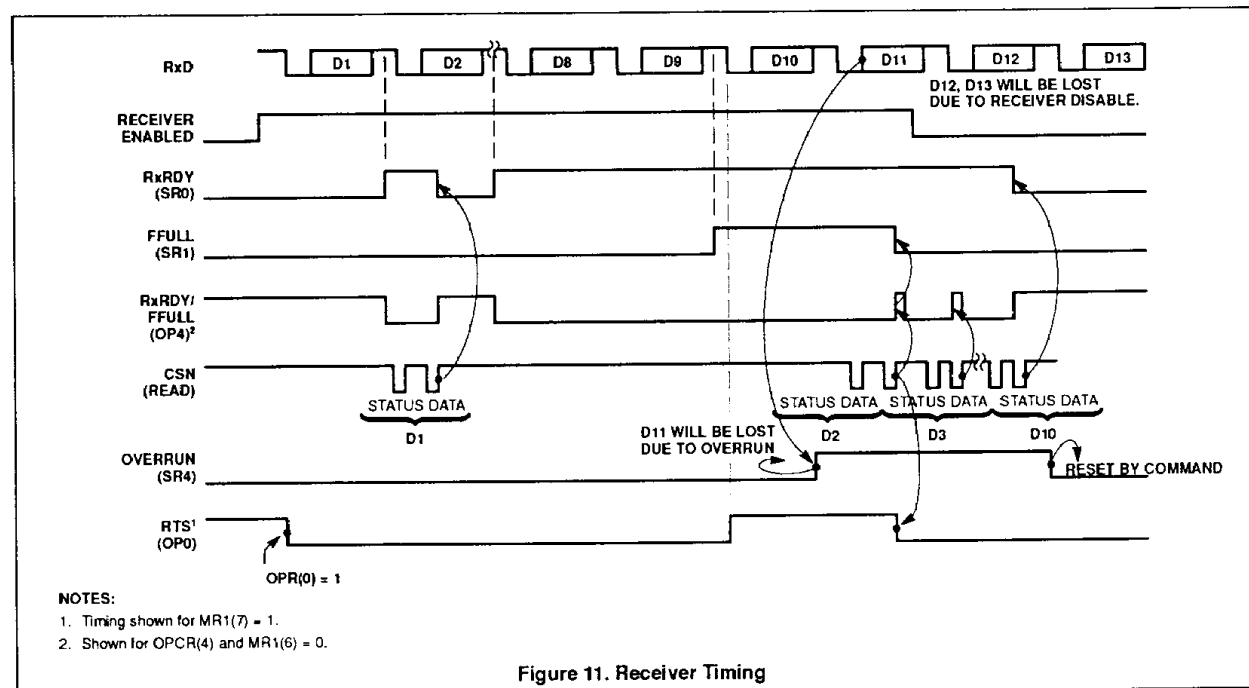 RxD
D1
D2
D8
D9
D10
D11
D12
D13
D12, D13 WILL BE LOST
DUE TO RECEIVER DISABLE.
RECEIVER
ENABLED
RxRDY
(SR0)
FFULL
(SR1)
RxRDY/
FFULL
(OP4)²
CSN
(READ)
STATUS DATA
D1
STATUS DATA
D2
STATUS DATA
D3
STATUS DATA
D10
D11 WILL BE LOST
DUE TO OVERRUN
OVERRUN
(SR4)
RESET BY COMMAND
RTS¹
(OP0)
OPR(0) = 1
NOTES:
1. Timing shown for MR1(7) = 1.
2. Shown for OPCR(4) and MR1(6) = 0.
Figure 11. Receiver Timing